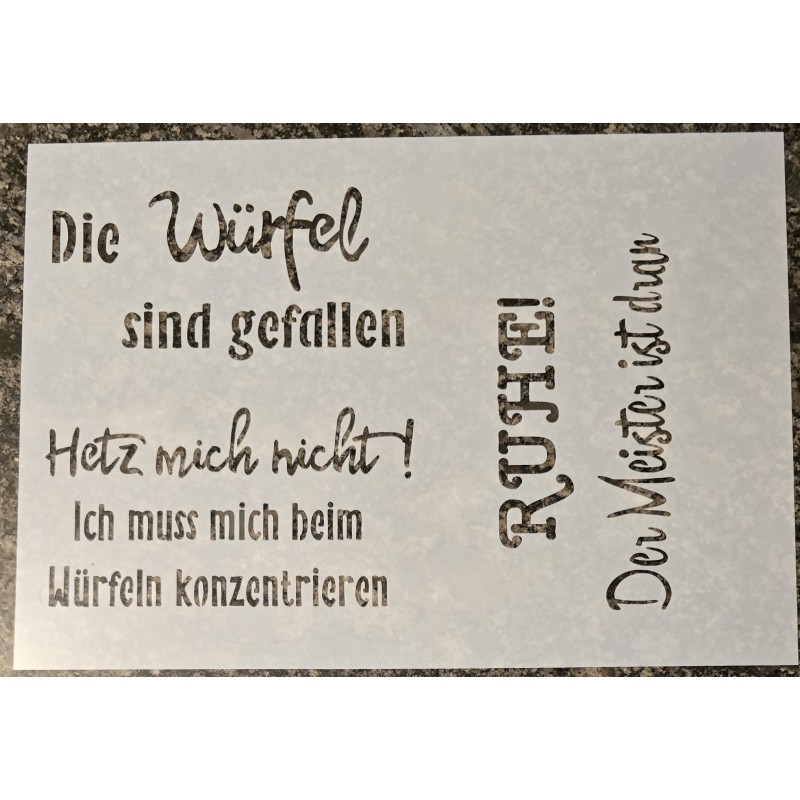 Die Würfel
sind gefallen
Hetz mich nicht!
Ich muss mich beim
Würfeln konzentrieren
RUHE!
Der Meister ist dran